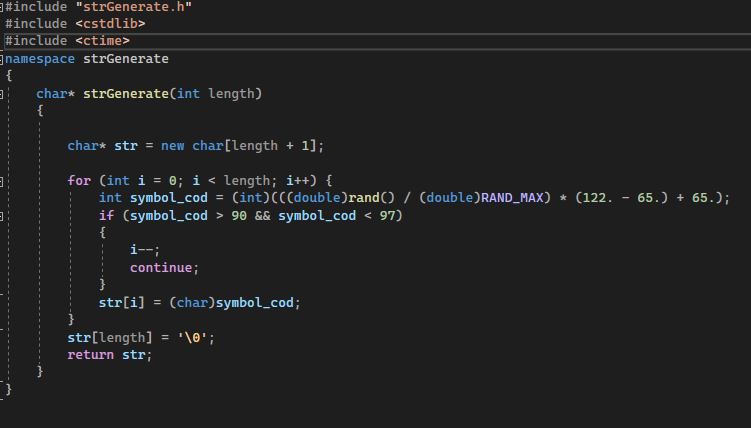 #include "strGenerate.h"
#include <cstdlib>
#include <ctime>
namespace strGenerate
{
    char* strGenerate(int length)
    {

        char* str = new char[length + 1];

        for (int i = 0; i < length; i++) {
            int symbol_cod = (int)(((double)rand() / (double)RAND_MAX) * (122. - 65.) + 65.);
            if (symbol_cod > 90 && symbol_cod < 97)
            {
                i--;
                continue;
            }
            str[i] = (char)symbol_cod;
        }
        str[length] = '\0';
        return str;
    }
}